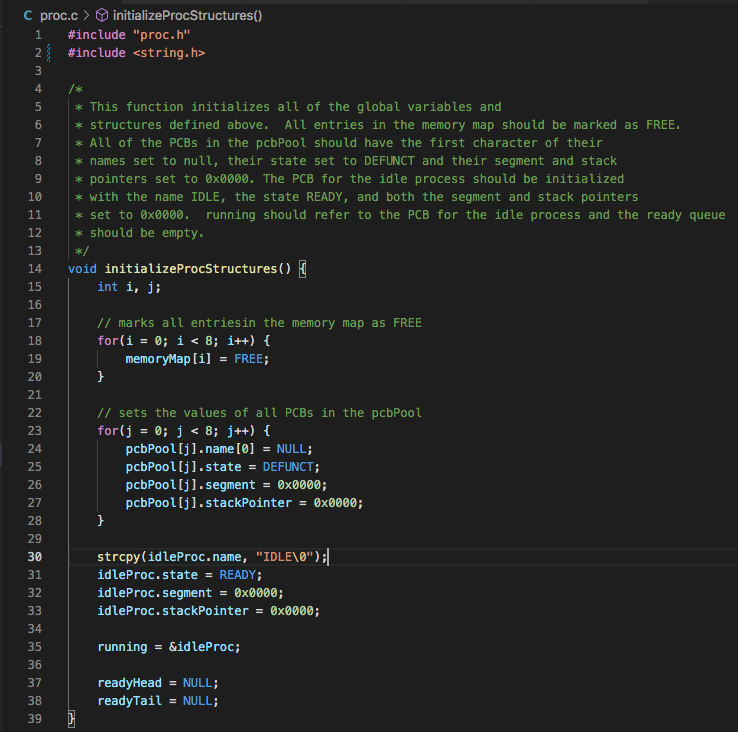 C proc.c > initializeProcStructures()
1 #include "proc.h"
2 #include <string.h>
3
4 /*
5 * This function initializes all of the global variables and
6 * structures defined above.  All entries in the memory map should be marked as FREE.
7 * All of the PCBs in the pcbPool should have the first character of their
8 * names set to null, their state set to DEFUNCT and their segment and stack
9 * pointers set to 0x0000. The PCB for the idle process should be initialized
10 * with the name IDLE, the state READY, and both the segment and stack pointers
11 * set to 0x0000.  running should refer to the PCB for the idle process and the ready queue
12 * should be empty.
13 */
14 void initializeProcStructures() {
15     int i, j;
16
17     // marks all entriesin the memory map as FREE
18     for(i = 0; i < 8; i++) {
19         memoryMap[i] = FREE;
20     }
21
22     // sets the values of all PCBs in the pcbPool
23     for(j = 0; j < 8; j++) {
24         pcbPool[j].name[0] = NULL;
25         pcbPool[j].state = DEFUNCT;
26         pcbPool[j].segment = 0x0000;
27         pcbPool[j].stackPointer = 0x0000;
28     }
29
30     strcpy(idleProc.name, "IDLE\0");
31     idleProc.state = READY;
32     idleProc.segment = 0x0000;
33     idleProc.stackPointer = 0x0000;
34
35     running = &idleProc;
36
37     readyHead = NULL;
38     readyTail = NULL;
39 }